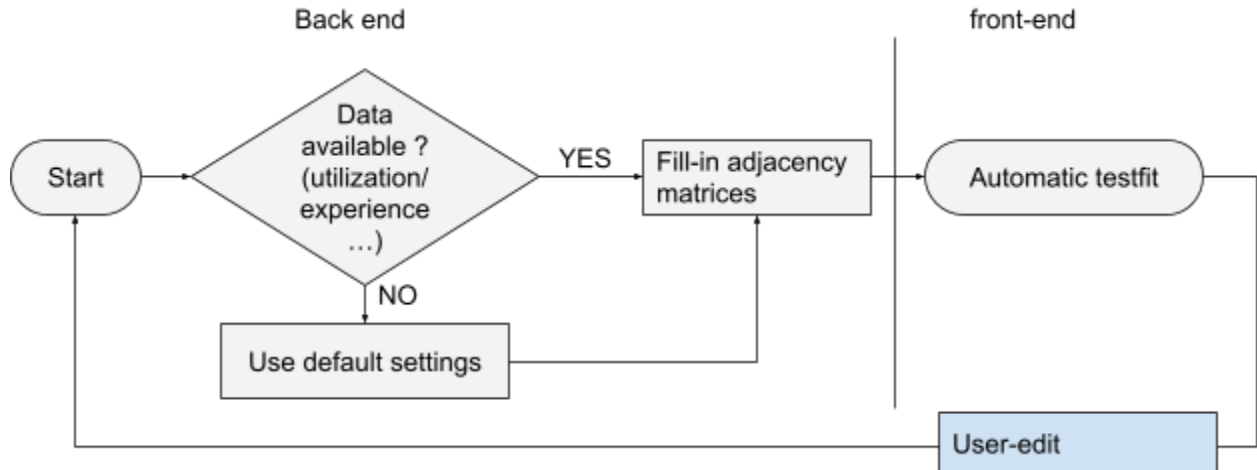 Back end
front-end
Start
Data
available ?
(utilization/
experience
…)
YES
Fill-in adjacency
matrices
Automatic testfit
NO
Use default settings
User-edit